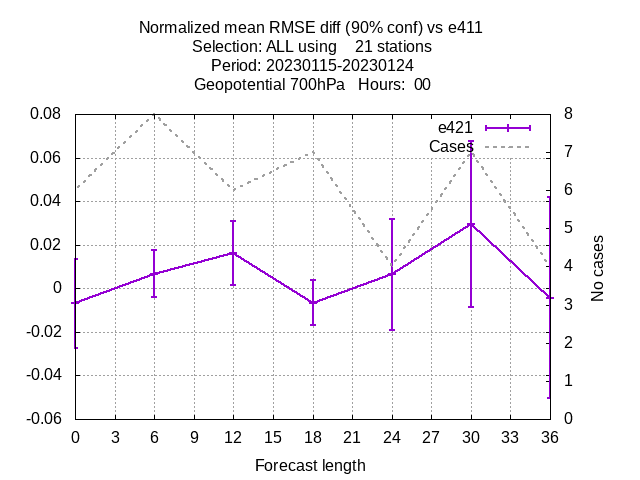 Normalized mean RMSE diff (90% conf) vs e411
Selection: ALL using    21 stations
Period: 20230115-20230124
Geopotential 700hPa   Hours:  00
e421
Cases
0.08
0.06
0.04
0.02
0
-0.02
-0.04
-0.06
8
7
6
5
4
3
2
1
0
No cases
0 3 6 9 12 15 18 21 24 27 30 33 36
Forecast length